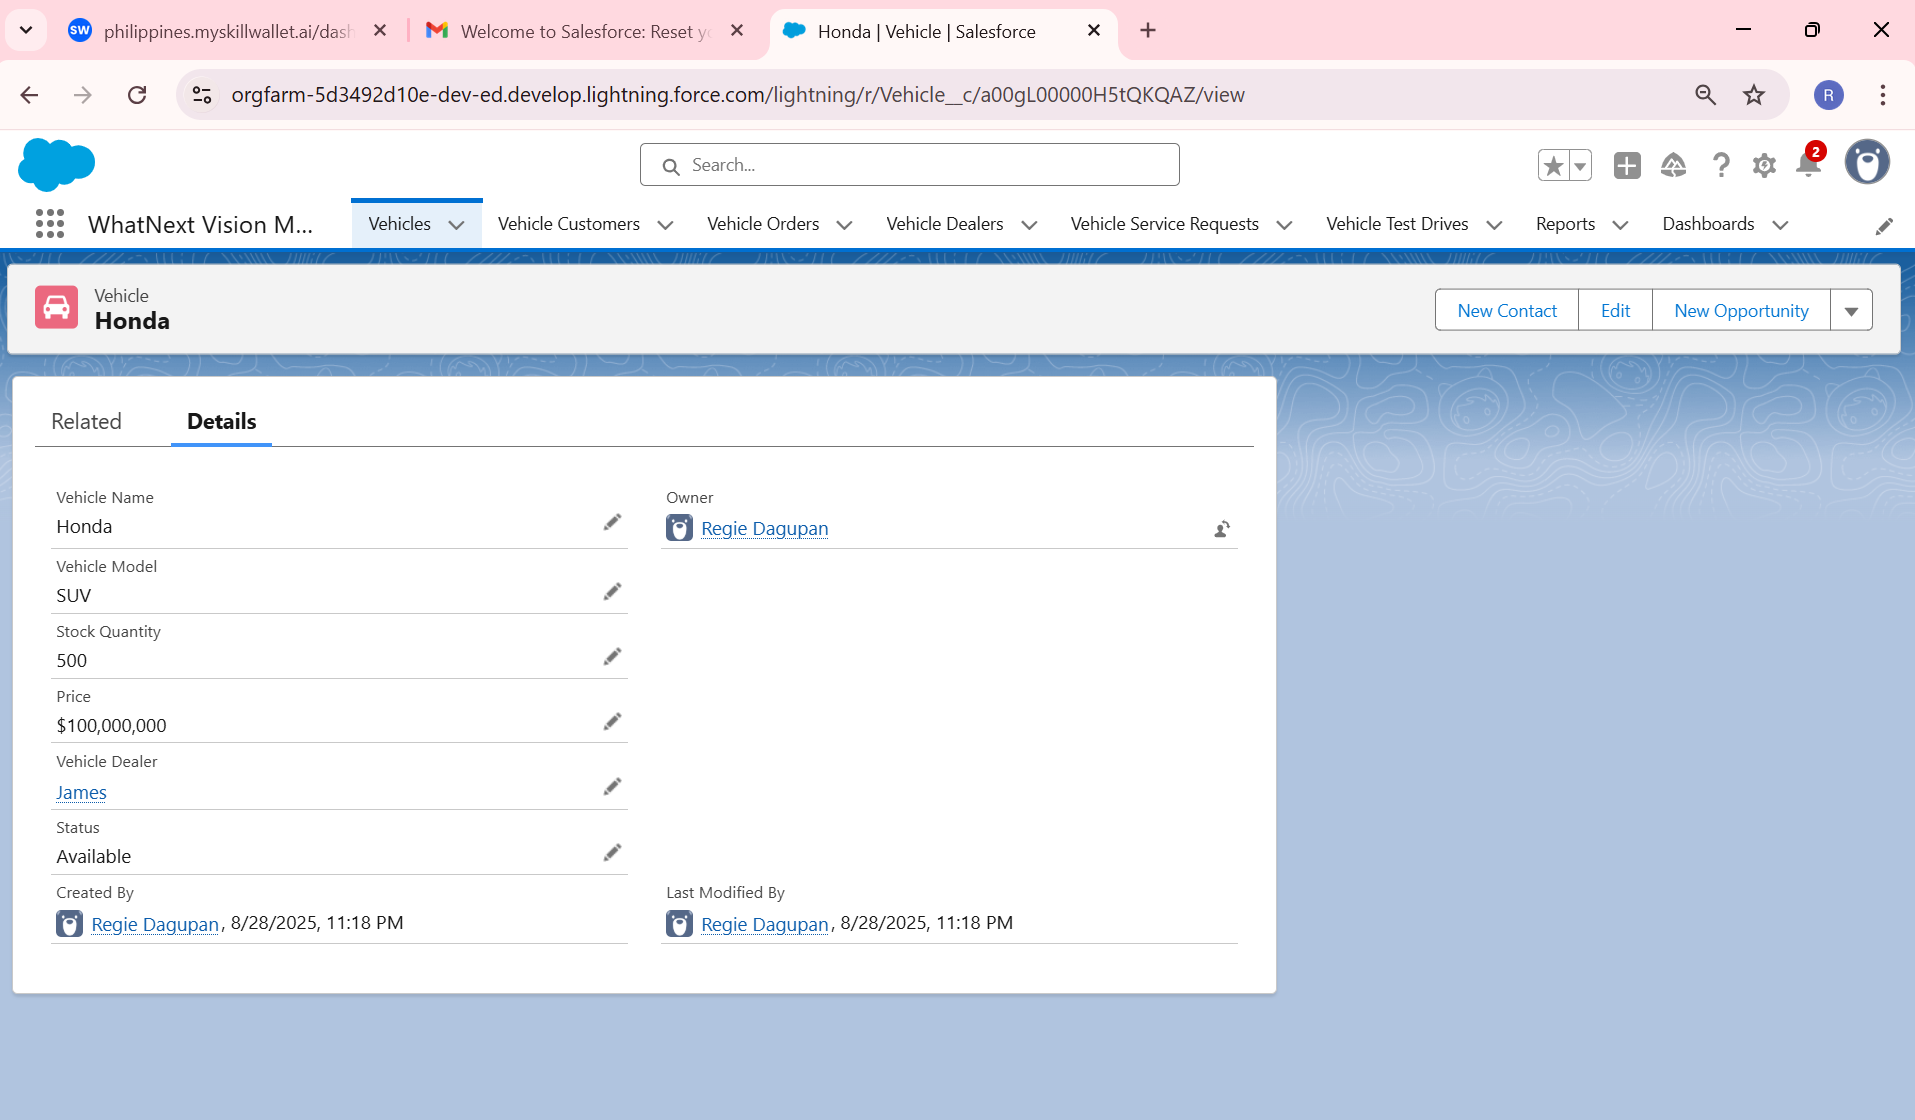 SW philippines.myskillwallet.ai/dash
Welcome to Salesforce: Reset yo
Honda | Vehicle | Salesforce
orgfarm-5d3492d10e-dev-ed.develop.lightning.force.com/lightning/r/Vehicle__c/a00gL00000H5tQKQAZ/view
R
Search...
2
WhatNext Vision M...
Vehicles
Vehicle Customers
Vehicle Orders
Vehicle Dealers
Vehicle Service Requests
Vehicle Test Drives
Reports
Dashboards
Vehicle
Honda
New Contact
Edit
New Opportunity
Related
Details
Vehicle Name
Honda
Owner
Regie Dagupan
Vehicle Model
SUV
Stock Quantity
500
Price
$100,000,000
Vehicle Dealer
James
Status
Available
Created By
Regie Dagupan, 8/28/2025, 11:18 PM
Last Modified By
Regie Dagupan, 8/28/2025, 11:18 PM